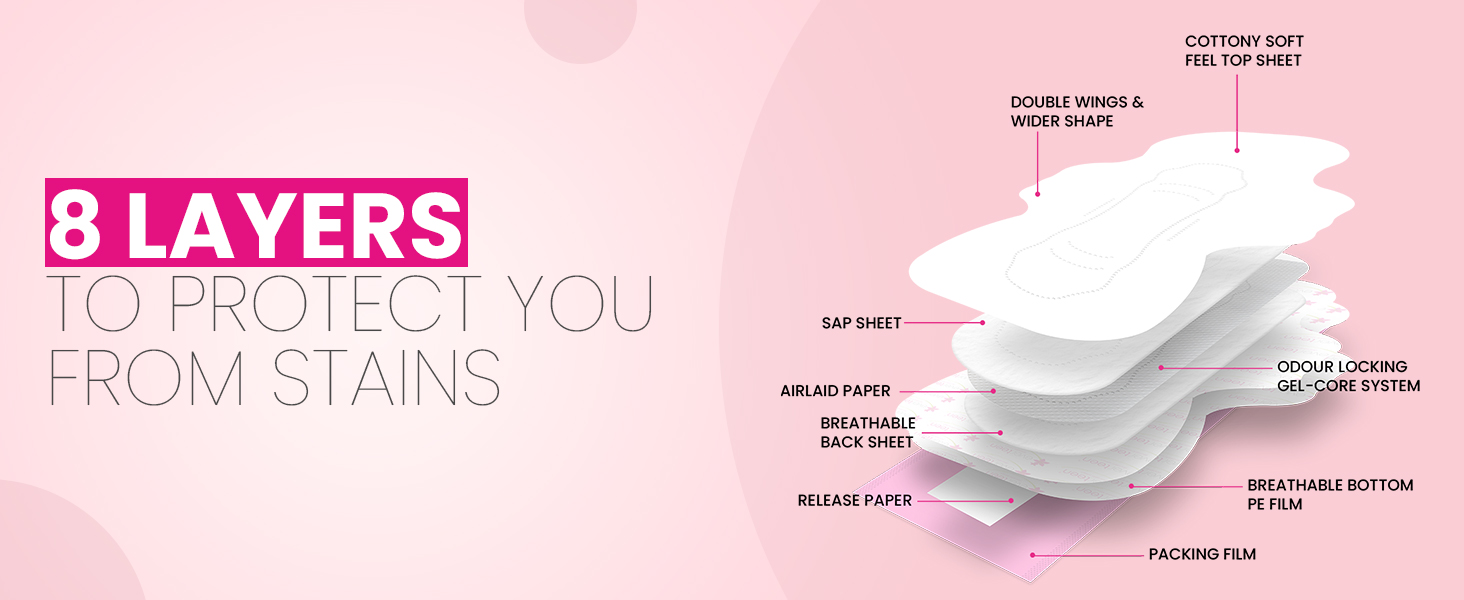 8 LAYERS
TO PROTECT YOU
FROM STAINS
COTTONY SOFT
FEEL TOP SHEET
DOUBLE WINGS &
WIDER SHAPE
SAP SHEET
ODOUR LOCKING
GEL-CORE SYSTEM
AIRLAID PAPER
BREATHABLE
BACK SHEET
BREATHABLE BOTTOM
PE FILM
RELEASE PAPER
PACKING FILM